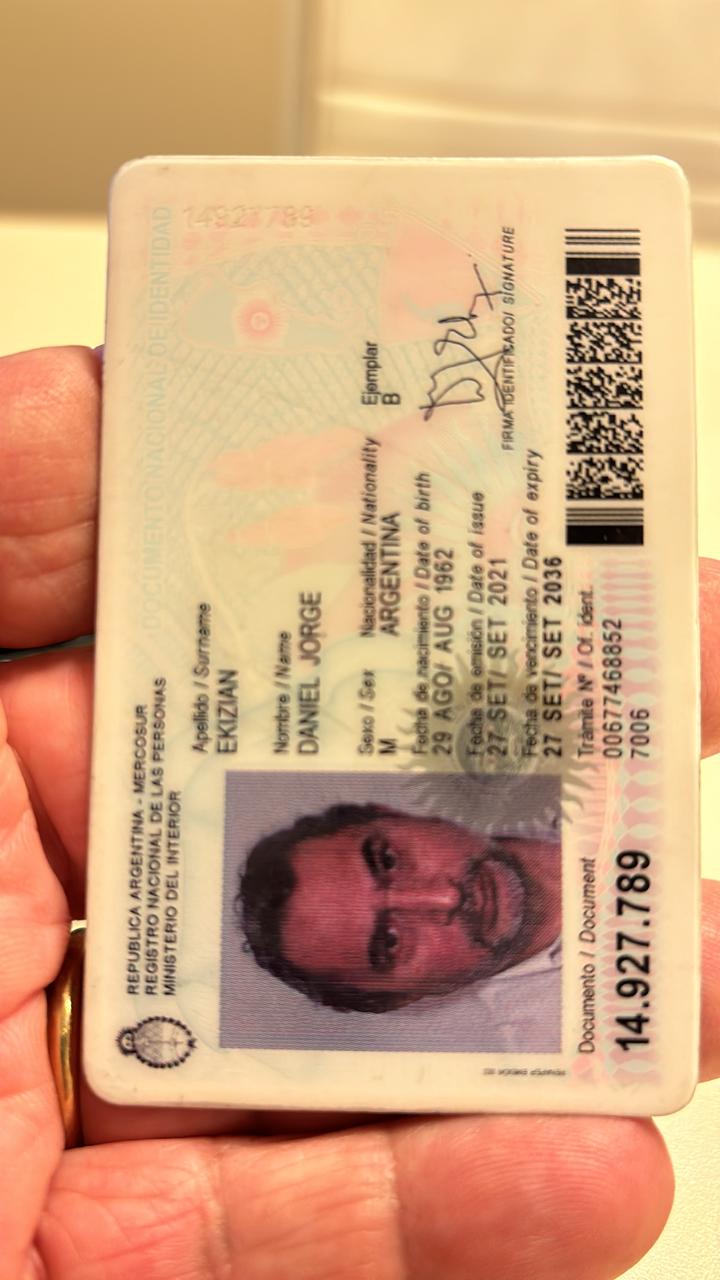 REPUBLICA ARGENTINA - MERCOSUR
REGISTRO NACIONAL DE LAS PERSONAS
MINISTERIO DEL INTERIOR
DOCUMENTO NACIONAL DE IDENTIDAD
14927789
Apellido / Surname
EKIZIAN
Nombre / Name
DANIEL JORGE
Sexo / Sex Nacionalidad / Nationality Ejemplar
M ARGENTINA B
Fecha de nacimiento / Date of birth
29 AGO/ AUG 1962
Fecha de emisión / Date of issue
27 SET/ SET 2021
Fecha de vencimiento / Date of expiry
27 SET/ SET 2036
FIRMA IDENTIFICADO/ SIGNATURE
Documento / Document
14.927.789
Trámite Nº / Of. ident.
00677468852
7006